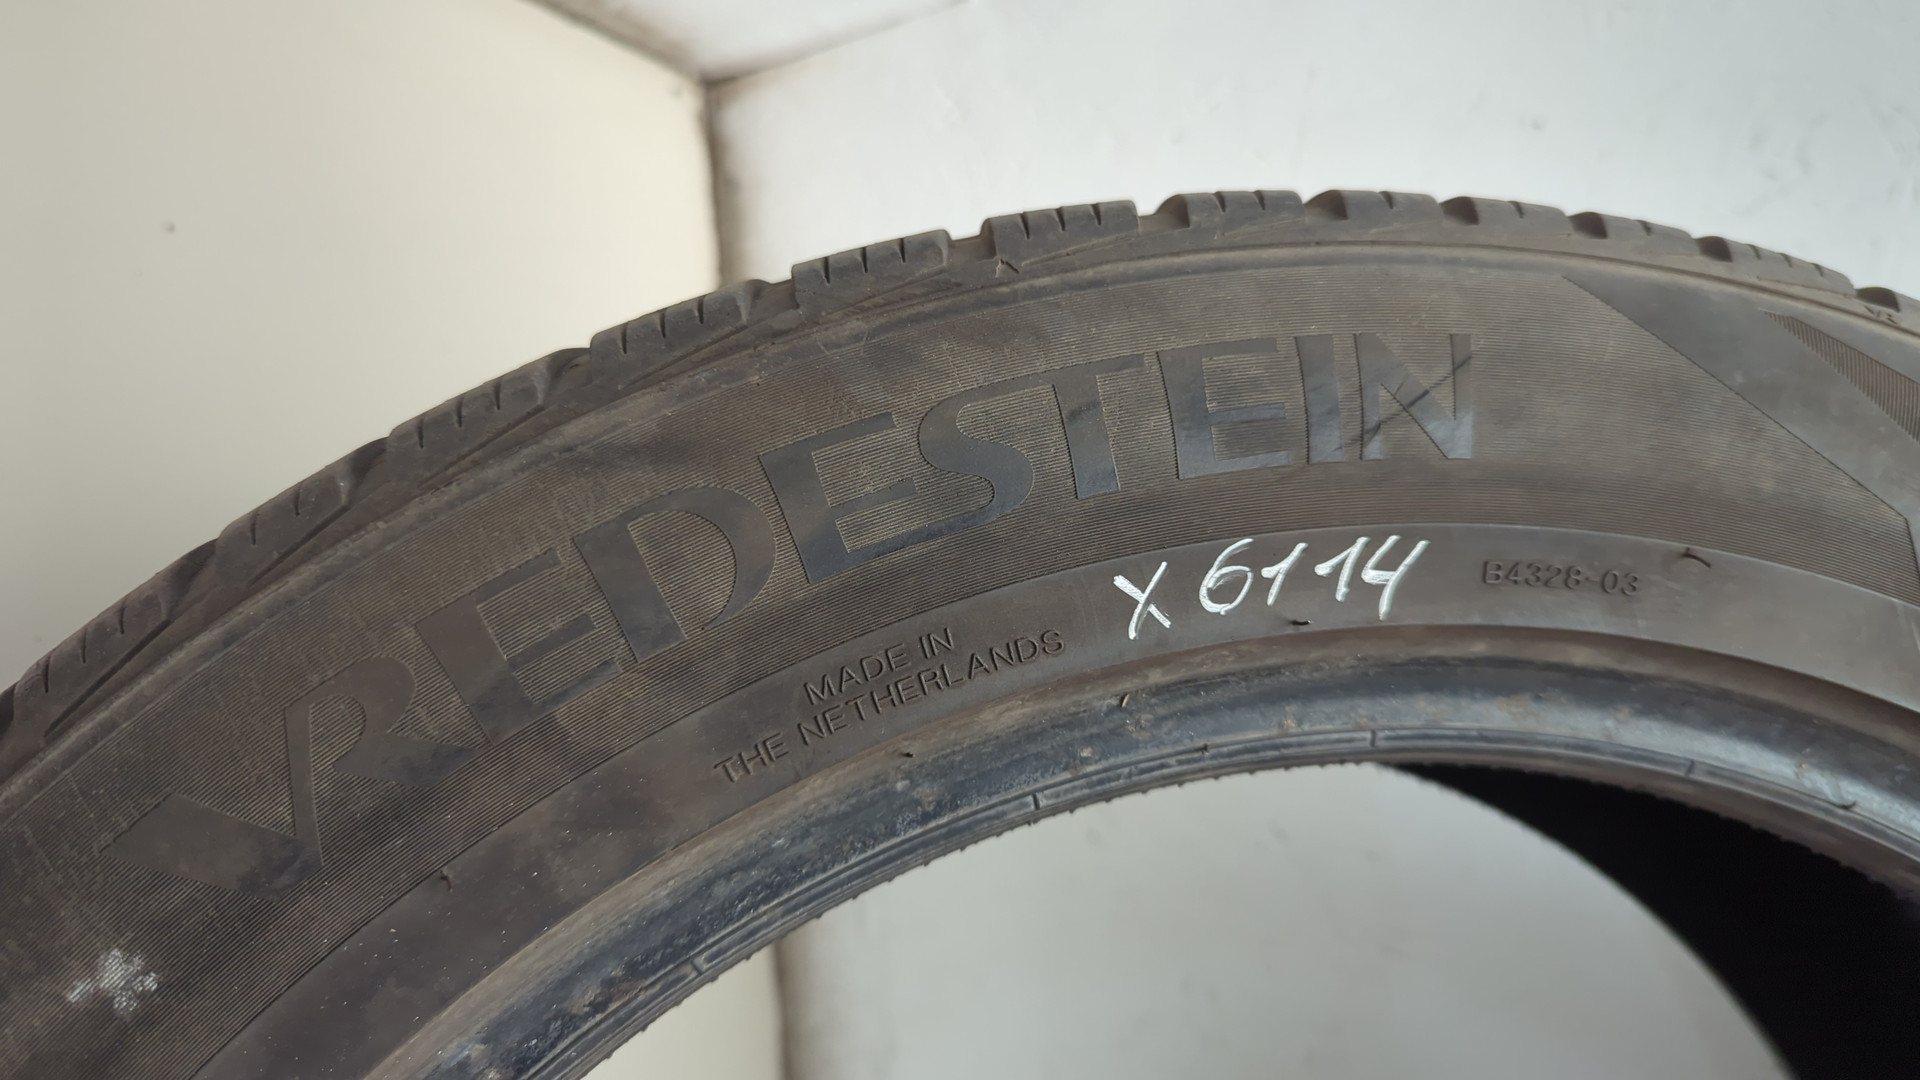 VREDESTEIN
MADE IN
THE NETHERLANDS
X 6114
B4328-03